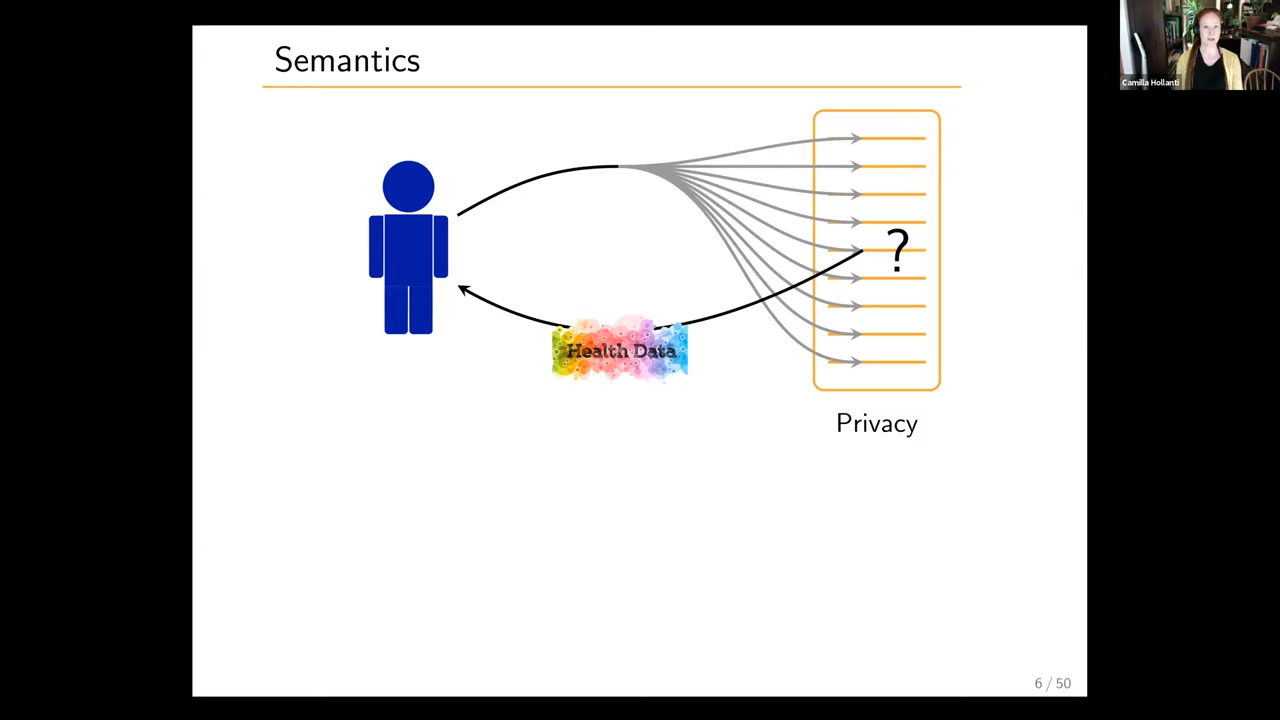 Semantics
Camilla Hollanti
?
Health Data
Privacy
6 / 50